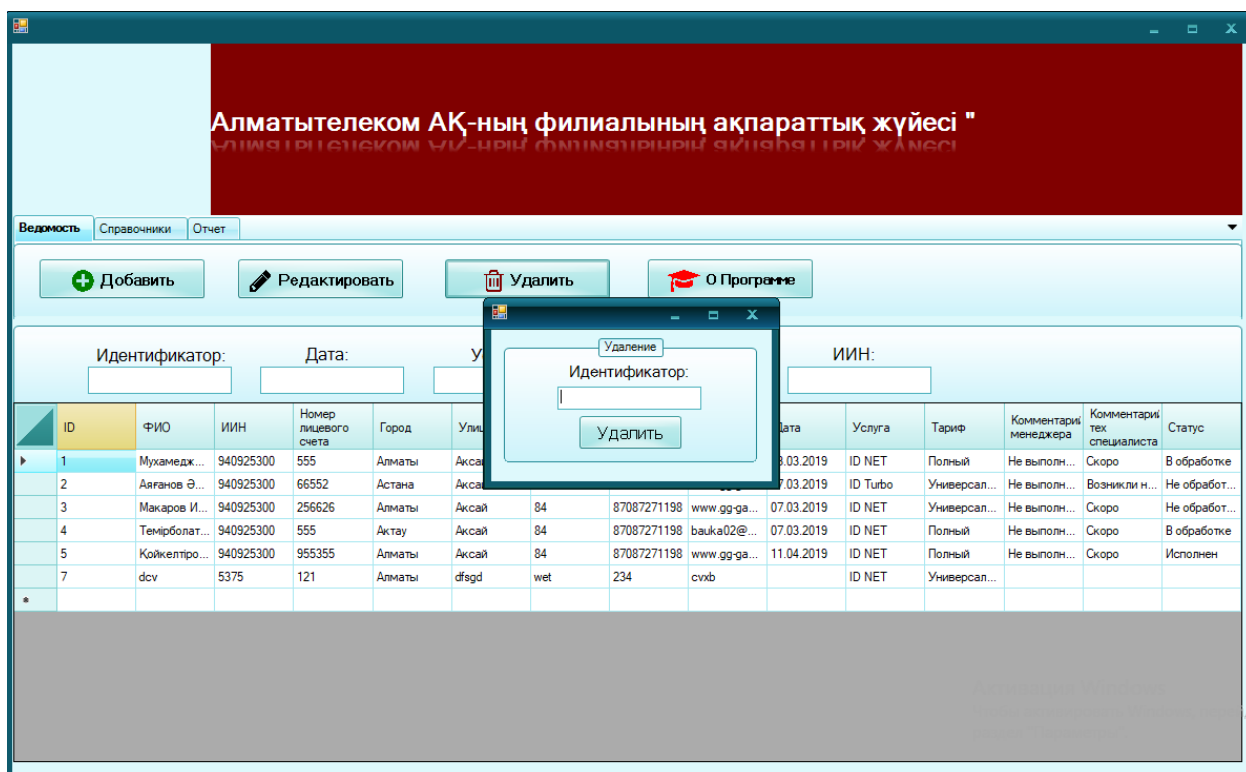 Алматытелеком АҚ-ның филиалының ақпараттық жүйесі "
Ведомость Справочники Отчет
Добавить Редактировать Удалить О Программе
Идентификатор: Дата: ИИН:
Удаление
Идентификатор:
Удалить
ID ФИО ИИН Номер лицевого счета Город Услуга Тариф Комментарий менеджера Комментарий тех специалиста Статус
1 Мухамедж... 940925300 555 Алматы 03.2019 ID NET Полный Не выполн... Скоро В обработке
2 Аяғанов Ә... 940925300 66552 Астана 03.2019 ID Turbo Универсал... Не выполн... Возникли н... Не обработ...
3 Макаров И... 940925300 256626 Алматы Аксай 84 87087271198 www.gg-ga... 07.03.2019 ID NET Универсал... Не выполн... Скоро Не обработ...
4 Темірболат... 940925300 555 Актау Аксай 84 87087271198 bauka02@... 07.03.2019 ID NET Полный Не выполн... Скоро В обработке
5 Қойкелтіро... 940925300 955355 Алматы Аксай 84 87087271198 www.gg-ga... 11.04.2019 ID NET Полный Не выполн... Скоро Исполнен
7 dcv 5375 121 Алматы dfsgd wet 234 cvxb ID NET Универсал...